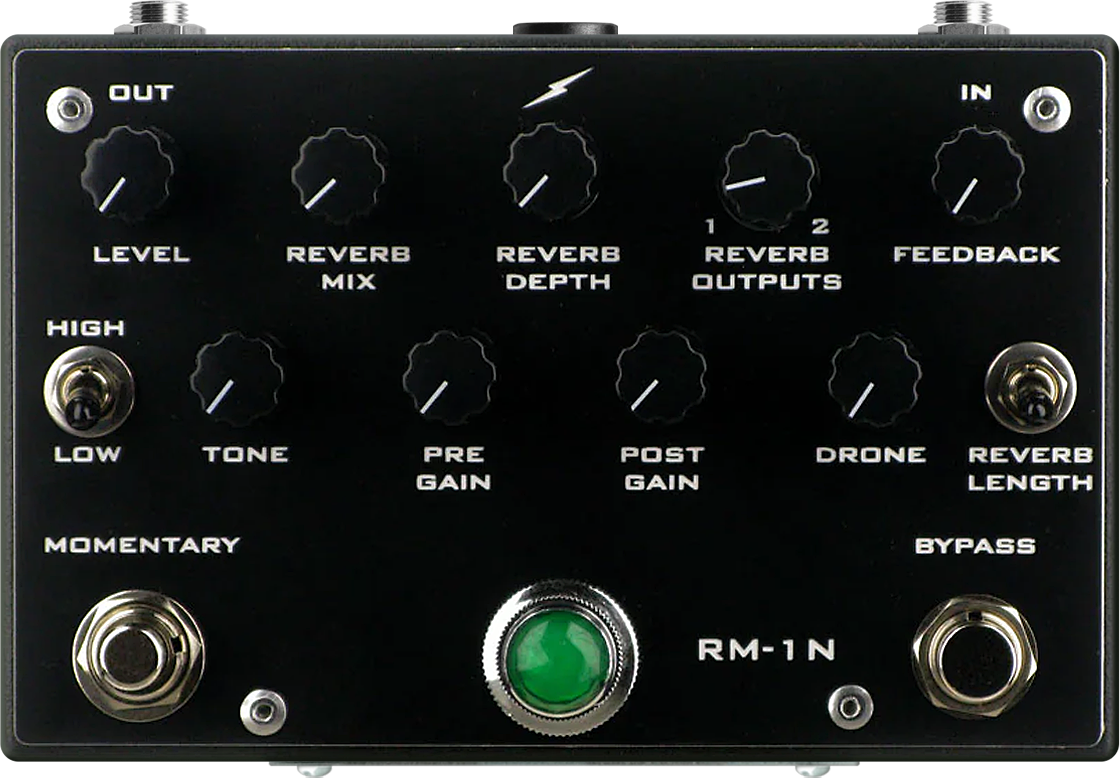 OUT
IN
LEVEL
REVERB
MIX
REVERB
DEPTH
1 2
REVERB
OUTPUTS
FEEDBACK
HIGH
LOW
TONE
PRE
GAIN
POST
GAIN
DRONE
REVERB
LENGTH
MOMENTARY
BYPASS
RM-1N